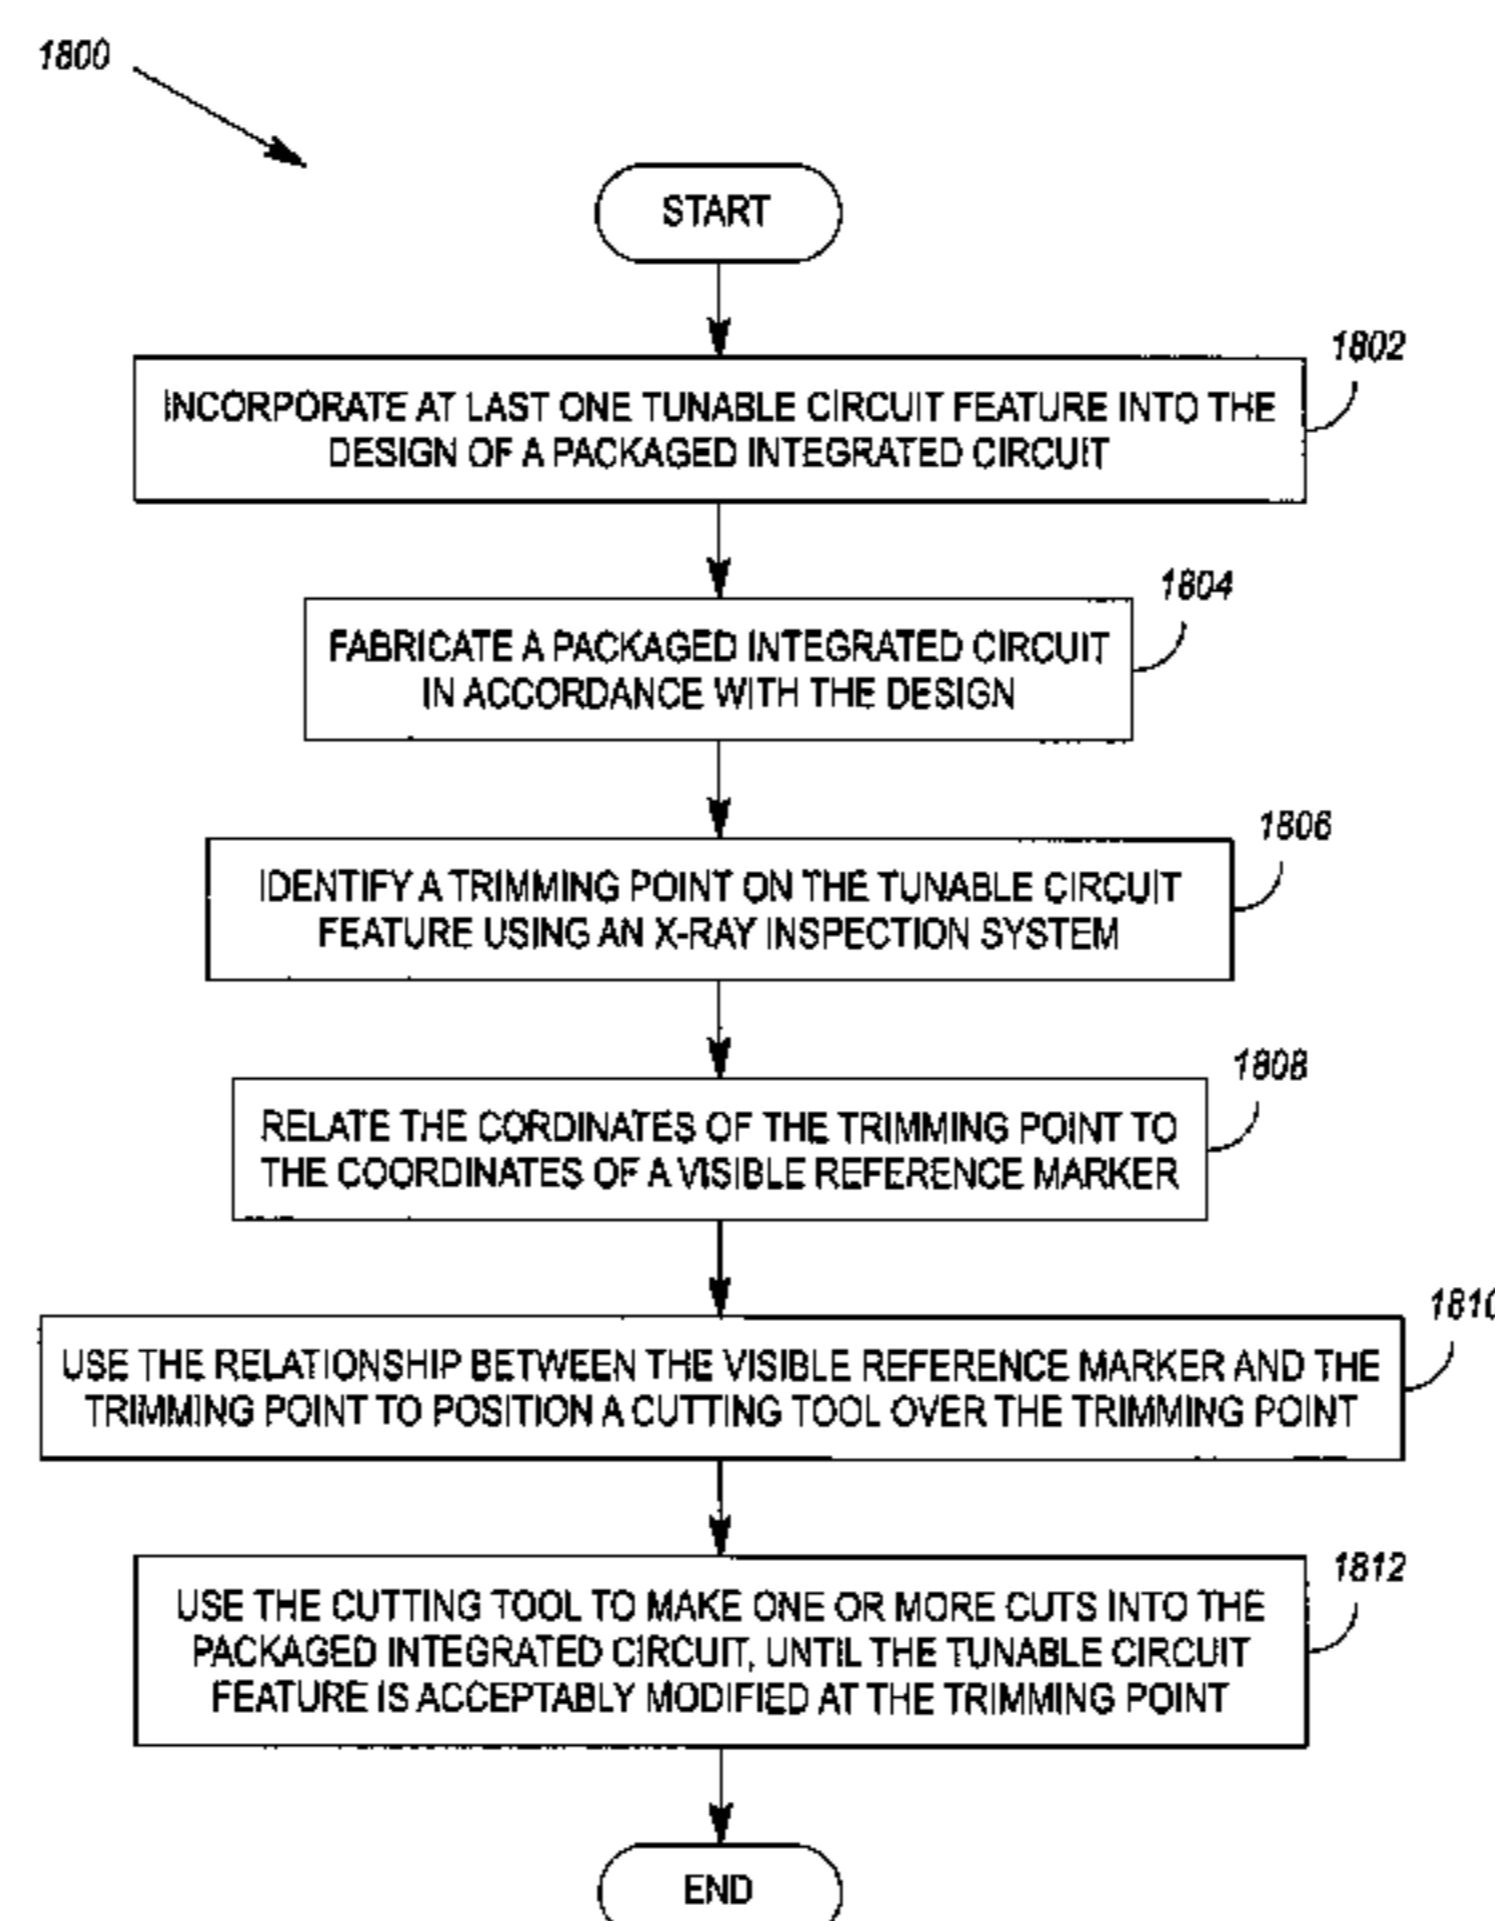 1800
START
1802
INCORPORATE AT LAST ONE TUNABLE CIRCUIT FEATURE INTO THE
DESIGN OF A PACKAGED INTEGRATED CIRCUIT
1804
FABRICATE A PACKAGED INTEGRATED CIRCUIT
IN ACCORDANCE WITH THE DESIGN
1806
IDENTIFY A TRIMMING POINT ON THE TUNABLE CIRCUIT
FEATURE USING AN X-RAY INSPECTION SYSTEM
1808
RELATE THE CORDINATES OF THE TRIMMING POINT TO
THE COORDINATES OF A VISIBLE REFERENCE MARKER
1810
USE THE RELATIONSHIP BETWEEN THE VISIBLE REFERENCE MARKER AND THE
TRIMMING POINT TO POSITION A CUTTING TOOL OVER THE TRIMMING POINT
1812
USE THE CUTTING TOOL TO MAKE ONE OR MORE CUTS INTO THE
PACKAGED INTEGRATED CIRCUIT, UNTIL THE TUNABLE CIRCUIT
FEATURE IS ACCEPTABLY MODIFIED AT THE TRIMMING POINT
END